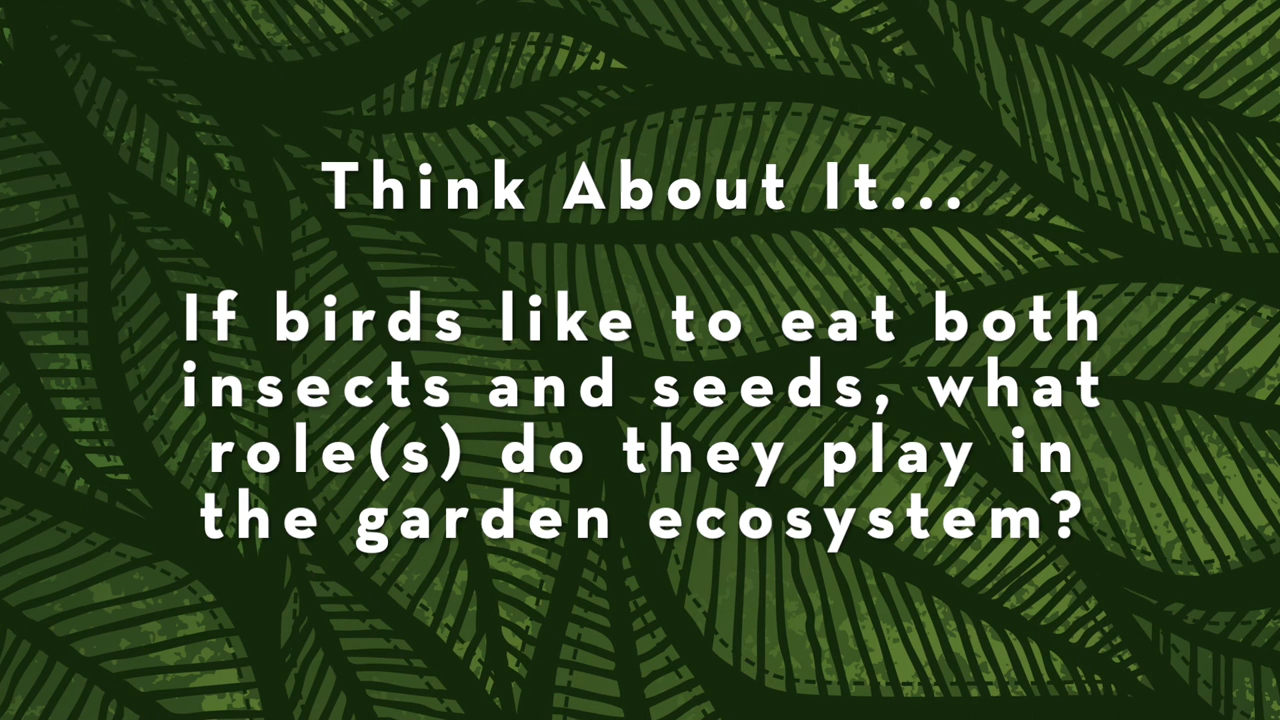 Think About It...
If birds like to eat both
insects and seeds, what
role(s) do they play in
the garden ecosystem?